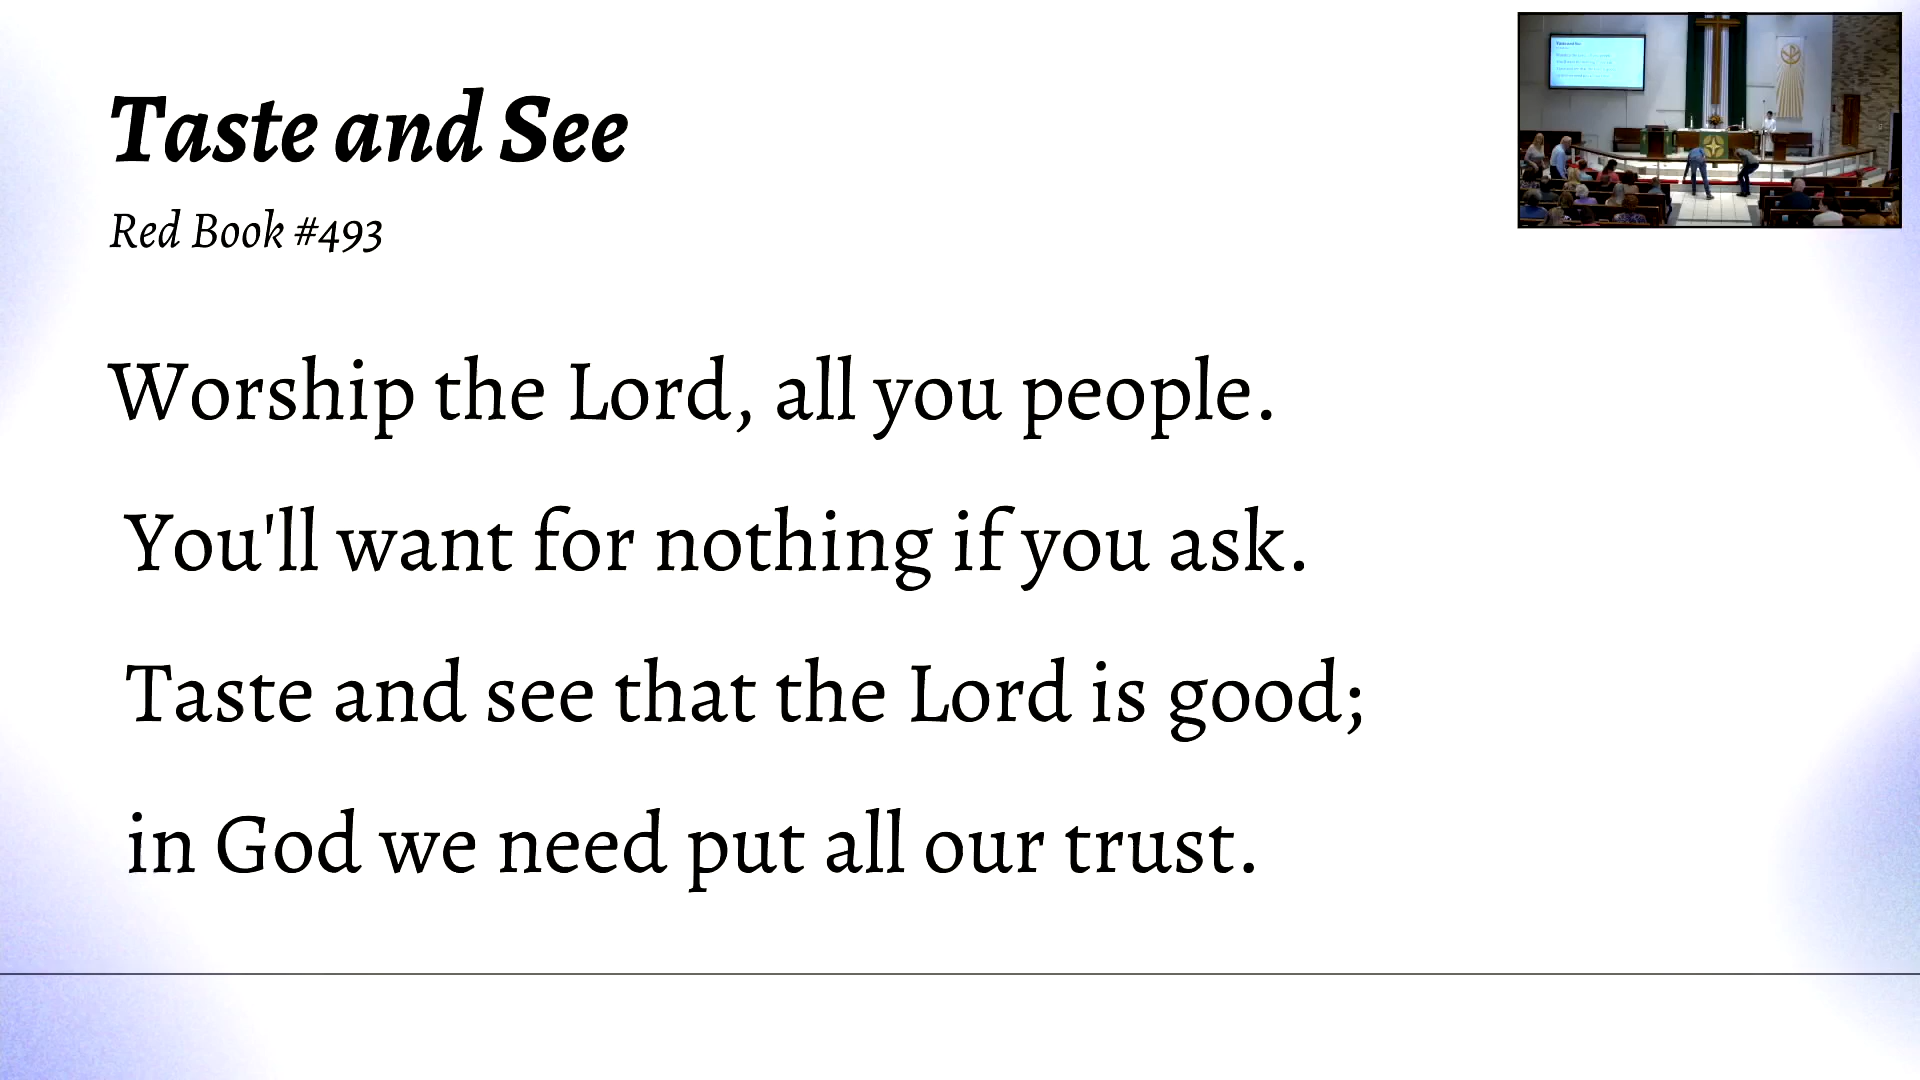 Taste and See
Red Book #493
Worship the Lord, all you people.
You'll want for nothing if you ask.
Taste and see that the Lord is good;
in God we need put all our trust.